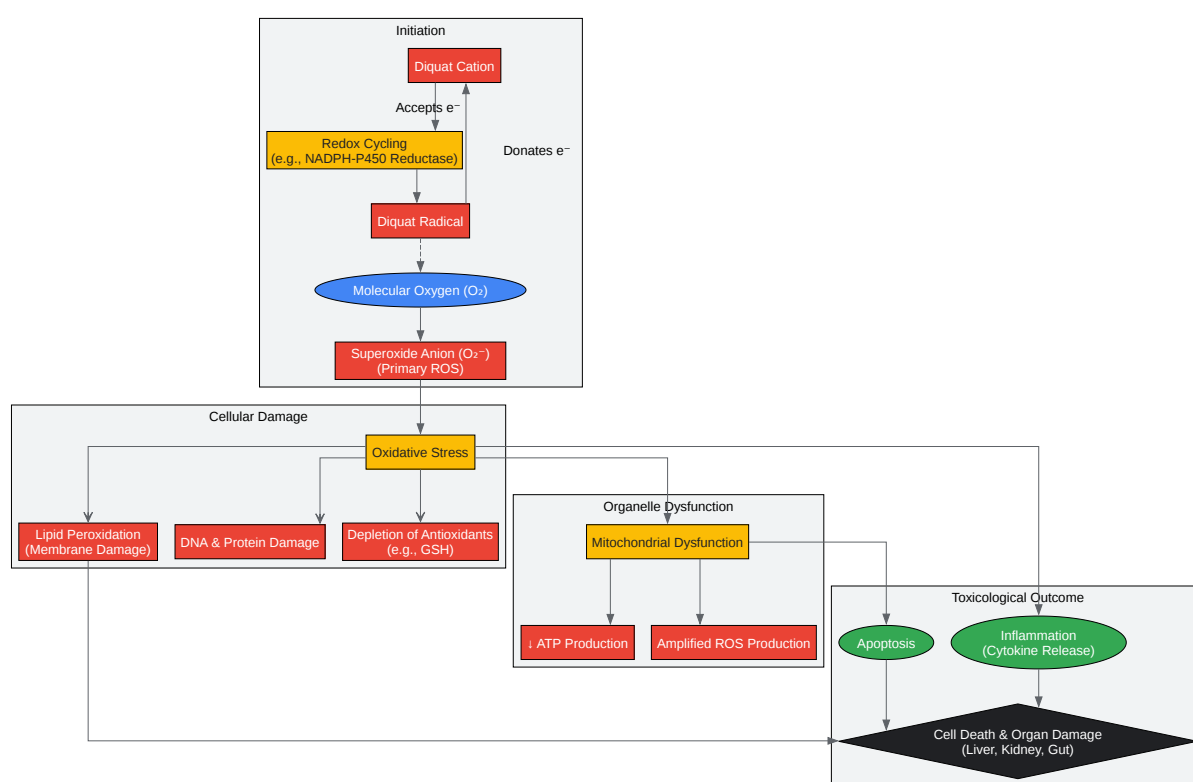 Initiation
Diquat Cation
Accepts e⁻
Redox Cycling
(e.g., NADPH-P450 Reductase)
Donates e⁻
Diquat Radical
Molecular Oxygen (O₂)
Superoxide Anion (O₂⁻)
(Primary ROS)
Cellular Damage
Oxidative Stress
Lipid Peroxidation
(Membrane Damage)
DNA & Protein Damage
Depletion of Antioxidants
(e.g., GSH)
Organelle Dysfunction
Mitochondrial Dysfunction
↓ ATP Production
Amplified ROS Production
Toxicological Outcome
Apoptosis
Inflammation
(Cytokine Release)
Cell Death & Organ Damage
(Liver, Kidney, Gut)